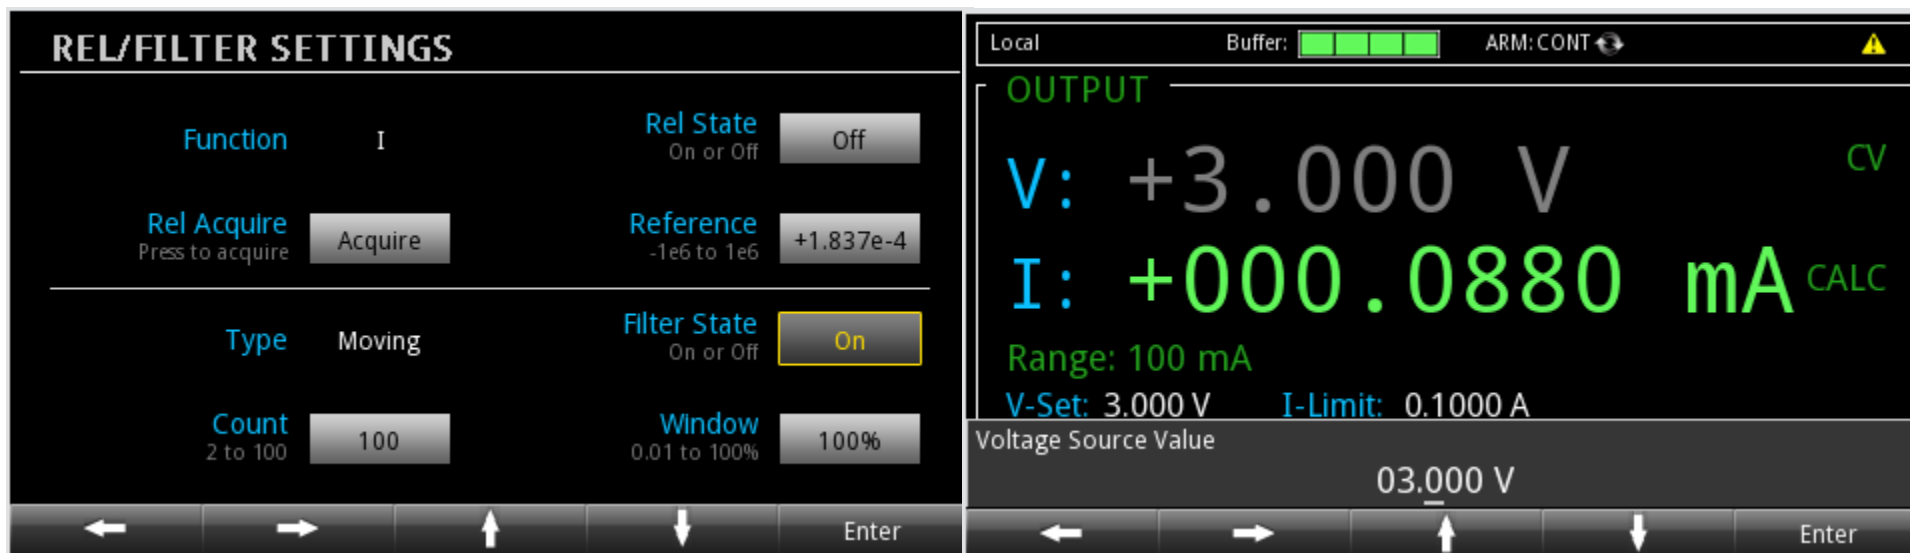 REL/FILTER SETTINGS
Function I
Rel State Off
On or Off
Rel Acquire Acquire
Press to acquire
Reference +1.837e-4
-1e6 to 1e6
Type Moving
Filter State On
On or Off
Count 100
2 to 100
Window 100%
0.01 to 100%
Enter
Local Buffer: ARM: CONT
OUTPUT
V: +3.000 V CV
I: +000.0880 mA CALC
Range: 100 mA
V-Set: 3.000 V I-Limit: 0.1000 A
Voltage Source Value
03.000 V
Enter